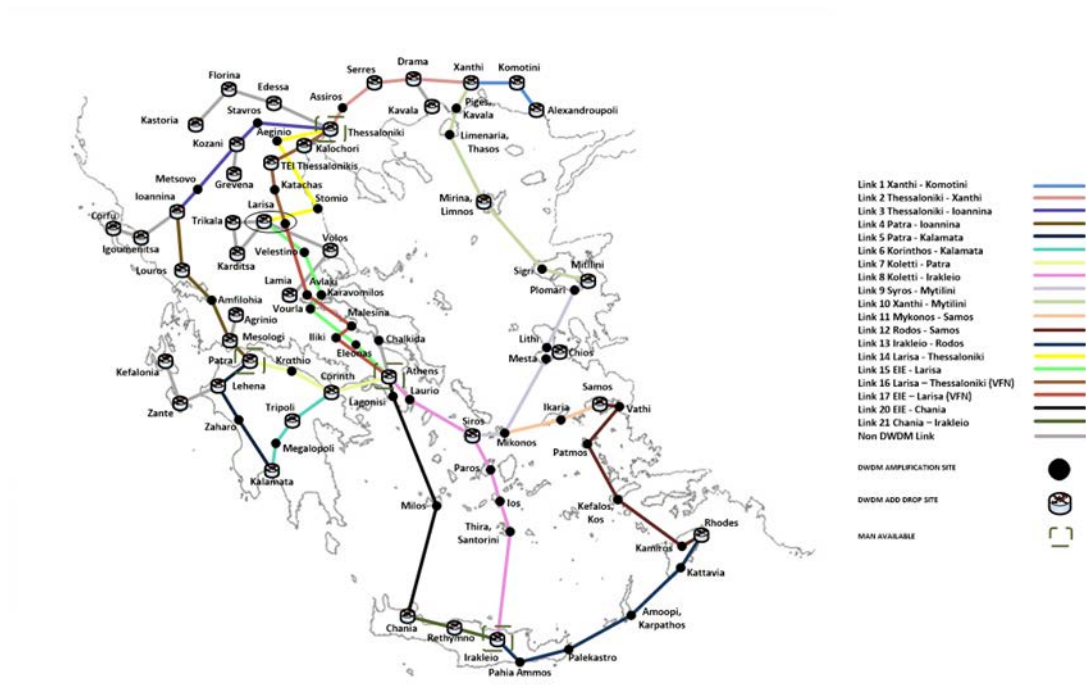 Drama
Xanthi
Komotini
Serres
Florina
Edessa
Assiros
Kavala
Piges,
Kavala
Alexandroupoli
Stavros
Kastoria
Aeginio
Thessaloniki
Limenaria,
Thasos
Kozani
Kalochori
TEI Thessalonikis
Metsovo
Grevena
Katachas
Ioannina
Larisa
Stomio
Mirina,
Limnos
Corfu
Trikala
Igoumenitsa
Velestino
Volos
Karditsa
Louros
Lamia
Avlaki
Karavomilos
Sigri
Mitilini
Plomari
Amfilohia
Vourla
Malesina
Agrinio
Iliki
Chalkida
Lithi
Mesologi
Eleonas
Mesta
Chios
Patra
Krathio
Kefalonia
Athens
Corinth
Lehena
Laurio
Samos
Lagonisi
Zante
Tripoli
Ikaria
Vathi
Zaharo
Siros
Mikonos
Megalopoli
Patmos
Kalamata
Paros
Milos
Ios
Kefalos,
Kos
Thira,
Santorini
Rhodes
Kamiros
Kattavia
Amoopi,
Karpathos
Chania
Rethymno
Irakleio
Palekastro
Pahia Ammos
Link 1 Xanthi - Komotini
Link 2 Thessaloniki - Xanthi
Link 3 Thessaloniki - Ioannina
Link 4 Patra - Ioannina
Link 5 Patra - Kalamata
Link 6 Korinthos - Kalamata
Link 7 Koletti - Patra
Link 8 Koletti - Irakleio
Link 9 Syros - Mytilini
Link 10 Xanthi - Mytilini
Link 11 Mykonos - Samos
Link 12 Rodos - Samos
Link 13 Irakleio - Rodos
Link 14 Larisa - Thessaloniki
Link 15 EIE - Larisa
Link 16 Larisa – Thessaloniki (VFN)
Link 17 EIE – Larisa (VFN)
Link 20 EIE - Chania
Link 21 Chania – Irakleio
Non DWDM Link
DWDM AMPLIFICATION SITE
DWDM ADD DROP SITE
MAN AVAILABLE